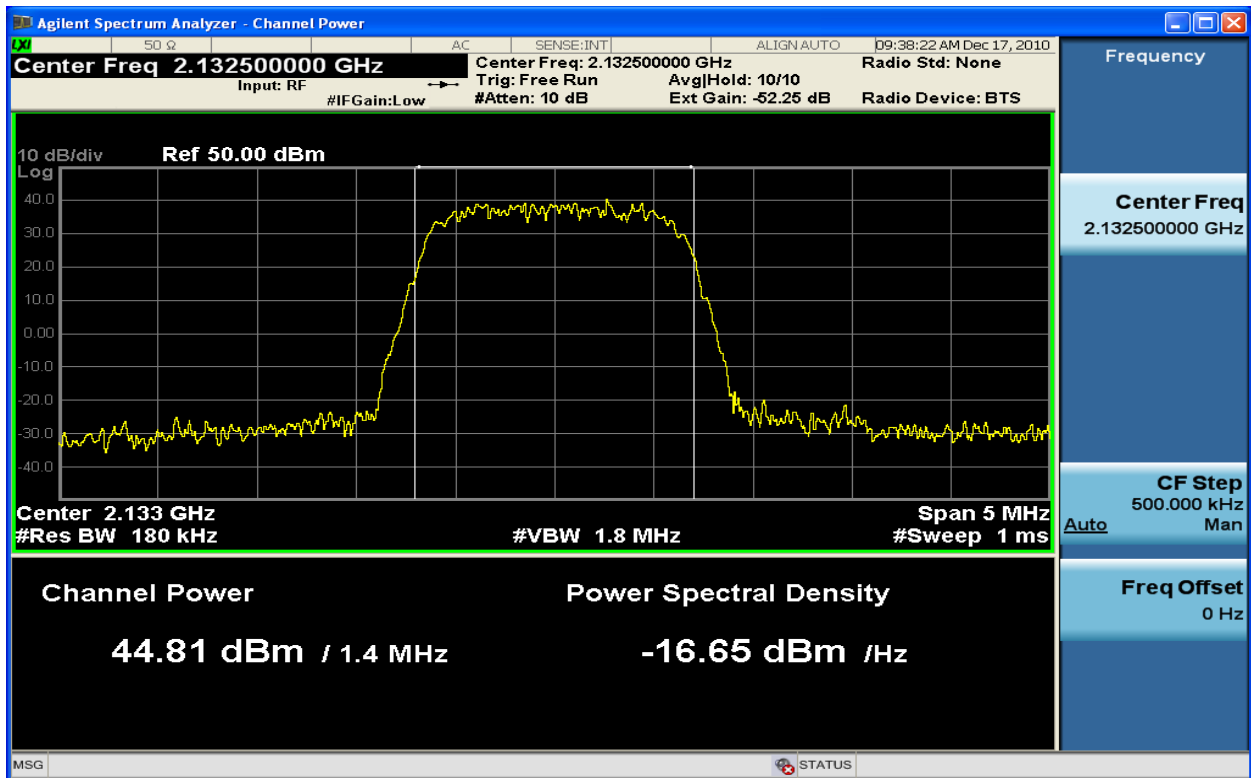 Agilent Spectrum Analyzer - Channel Power
LXI 50 Ω AC SENSE:INT ALIGN AUTO 09:38:22 AM Dec 17, 2010
Center Freq 2.132500000 GHz
Input: RF
#IFGain:Low
Center Freq: 2.132500000 GHz
Trig: Free Run Avg|Hold: 10/10
#Atten: 10 dB Ext Gain: -52.25 dB
Radio Std: None
Radio Device: BTS
10 dB/div Ref 50.00 dBm
Log
40.0
30.0
20.0
10.0
0.00
-10.0
-20.0
-30.0
-40.0
Center 2.133 GHz Span 5 MHz
#Res BW 180 kHz #VBW 1.8 MHz #Sweep 1 ms
Channel Power Power Spectral Density
44.81 dBm / 1.4 MHz -16.65 dBm /Hz
MSG STATUS
Frequency
Center Freq
2.132500000 GHz
CF Step
500.000 kHz
Auto Man
Freq Offset
0 Hz